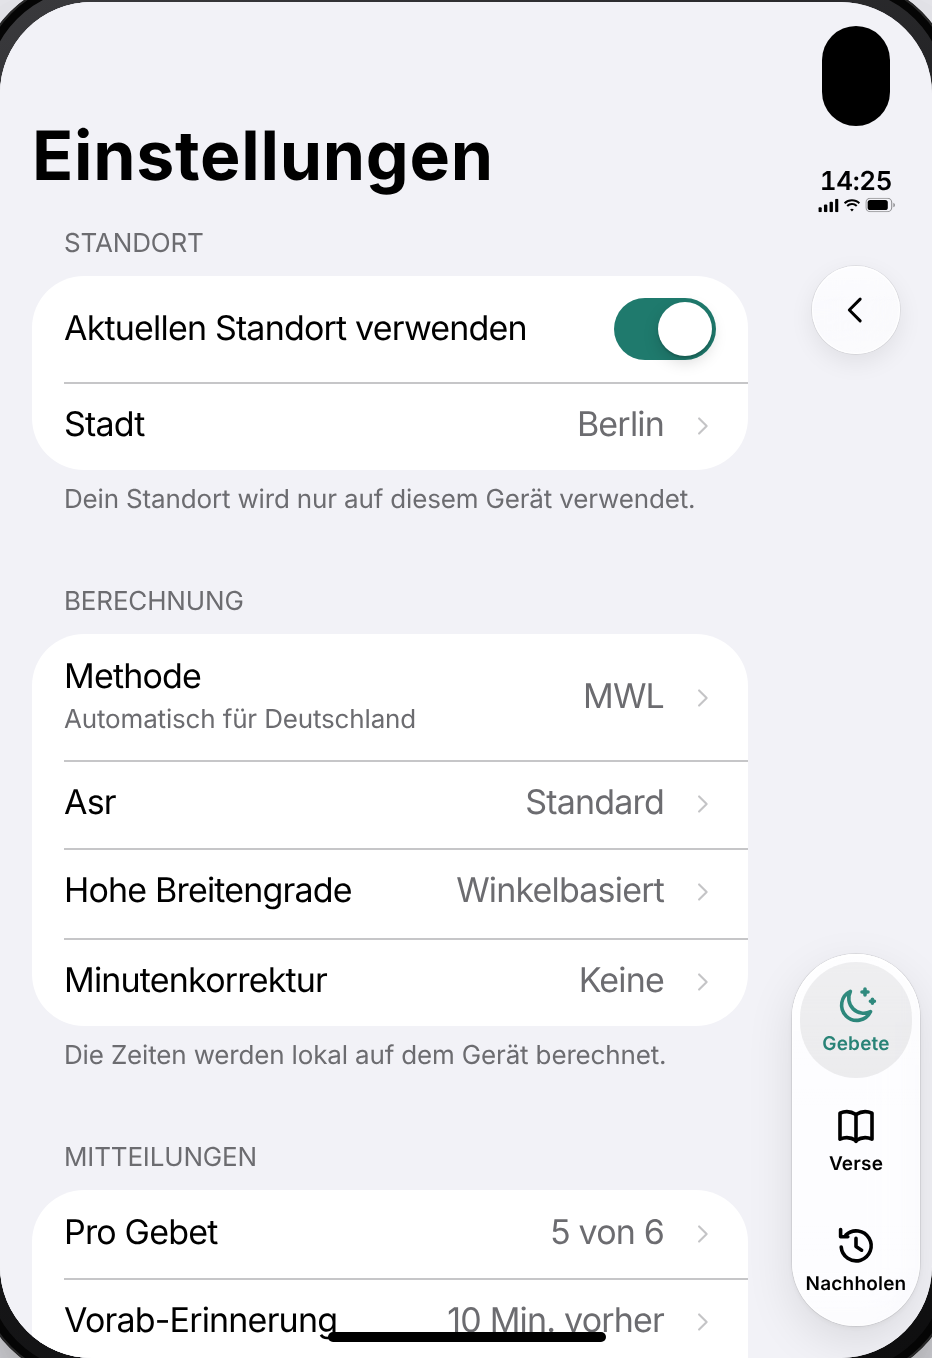 Einstellungen
14:25
STANDORT
Aktuellen Standort verwenden
Stadt
Berlin
Dein Standort wird nur auf diesem Gerät verwendet.
BERECHNUNG
Methode
Automatisch für Deutschland
MWL
Asr
Standard
Hohe Breitengrade
Winkelbasiert
Minutenkorrektur
Keine
Die Zeiten werden lokal auf dem Gerät berechnet.
MITTEILUNGEN
Pro Gebet
5 von 6
Vorab-Erinnerung
10 Min. vorher
Gebete
Verse
Nachholen